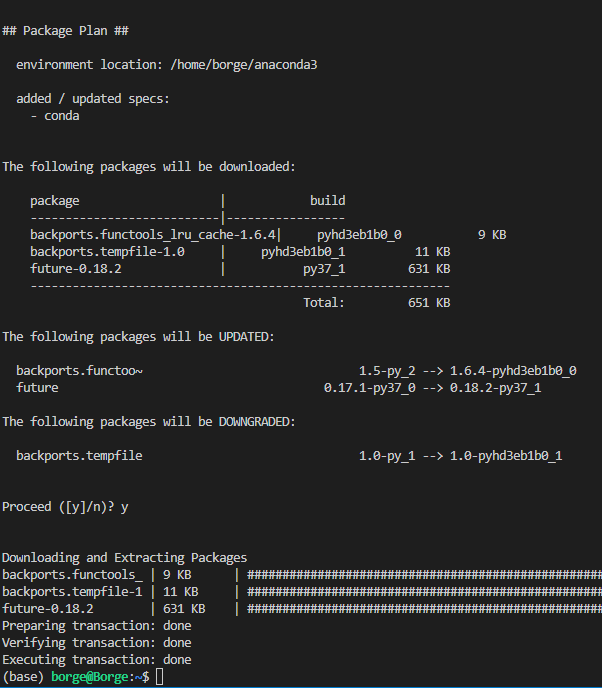 ## Package Plan ##
  environment location: /home/borge/anaconda3
  added / updated specs:
    - conda
The following packages will be downloaded:
    package                    |            build
    ---------------------------|-----------------
    backports.functools_lru_cache-1.6.4|     pyhd3eb1b0_0           9 KB
    backports.tempfile-1.0     |     pyhd3eb1b0_1          11 KB
    future-0.18.2              |           py37_1         631 KB
    ------------------------------------------------------------
                                           Total:         651 KB
The following packages will be UPDATED:
  backports.functoo~                               1.5-py_2 --> 1.6.4-pyhd3eb1b0_0
  future                                      0.17.1-py37_0 --> 0.18.2-py37_1
The following packages will be DOWNGRADED:
  backports.tempfile                               1.0-py_1 --> 1.0-pyhd3eb1b0_1
Proceed ([y]/n)? y
Downloading and Extracting Packages
backports.functools_ | 9 KB      | ###################################################
backports.tempfile-1 | 11 KB     | ###################################################
future-0.18.2        | 631 KB    | ###################################################
Preparing transaction: done
Verifying transaction: done
Executing transaction: done
(base) borge@Borge:~$